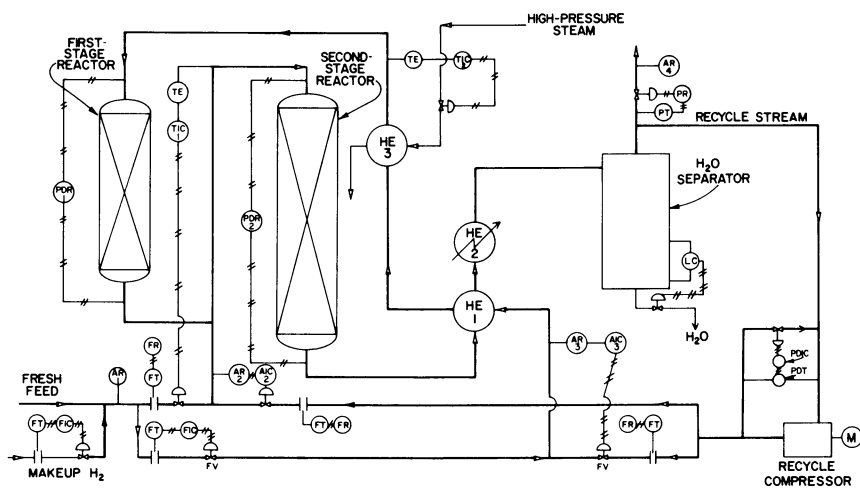 HIGH-PRESSURE
STEAM
FIRST-
STAGE
REACTOR
SECOND-
STAGE
REACTOR
TE
TIC
1
TE
TIC
AR
4
PR
PT
RECYCLE STREAM
HE
3
H2O
SEPARATOR
PDR
PDR
2
HE
2
LC
HE
1
H2O
FR
FT
AR
1
AR
2
AIC
2
AR
3
AIC
3
PDIC
PDT
FRESH
FEED
FT
FIC
FT
FIC
FT
FR
FR
FT
M
MAKEUP H2
FV
FV
RECYCLE
COMPRESSOR